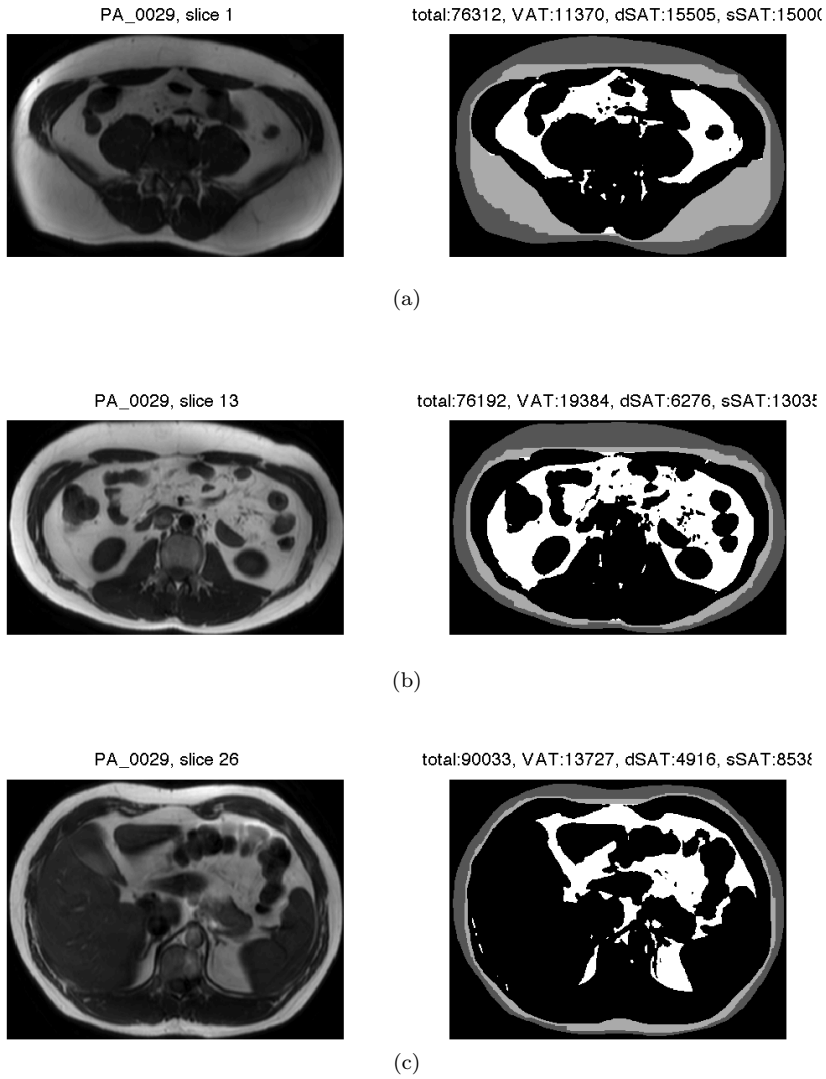 PA_0029, slice 1
total:76312, VAT:11370, dSAT:15505, sSAT:15000
(a)
PA_0029, slice 13
total:76192, VAT:19384, dSAT:6276, sSAT:13035
(b)
PA_0029, slice 26
total:90033, VAT:13727, dSAT:4916, sSAT:8538
(c)